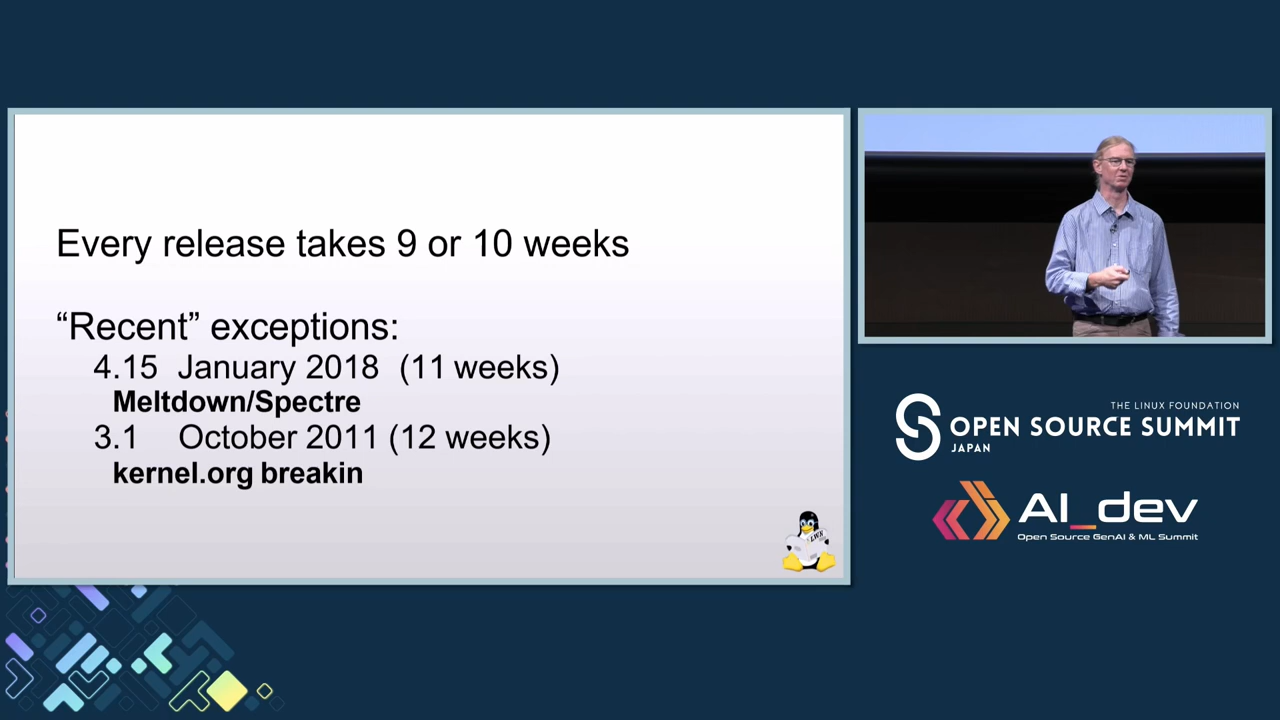 Every release takes 9 or 10 weeks
“Recent” exceptions:
4.15 January 2018 (11 weeks)
Meltdown/Spectre
3.1 October 2011 (12 weeks)
kernel.org breakin
LWN
THE LINUX FOUNDATION
OPEN SOURCE SUMMIT
JAPAN
AI_dev
Open Source GenAI & ML Summit